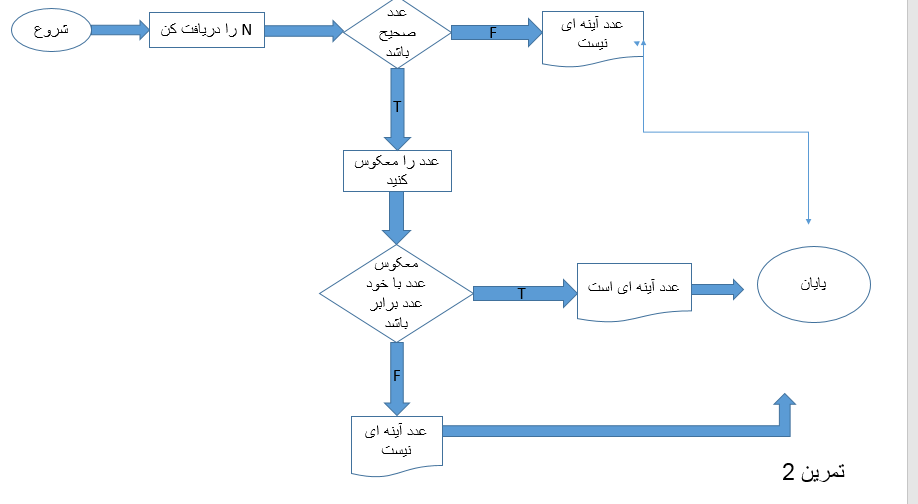 شروع
N را دریافت کن
عدد
صحیح
باشد
F
عدد آینه ای
نیست
T
عدد را معکوس
کنید
معکوس
عدد با خود
عدد برابر
باشد
T
عدد آینه ای است
پایان
F
عدد آینه ای
نیست
تمرین 2